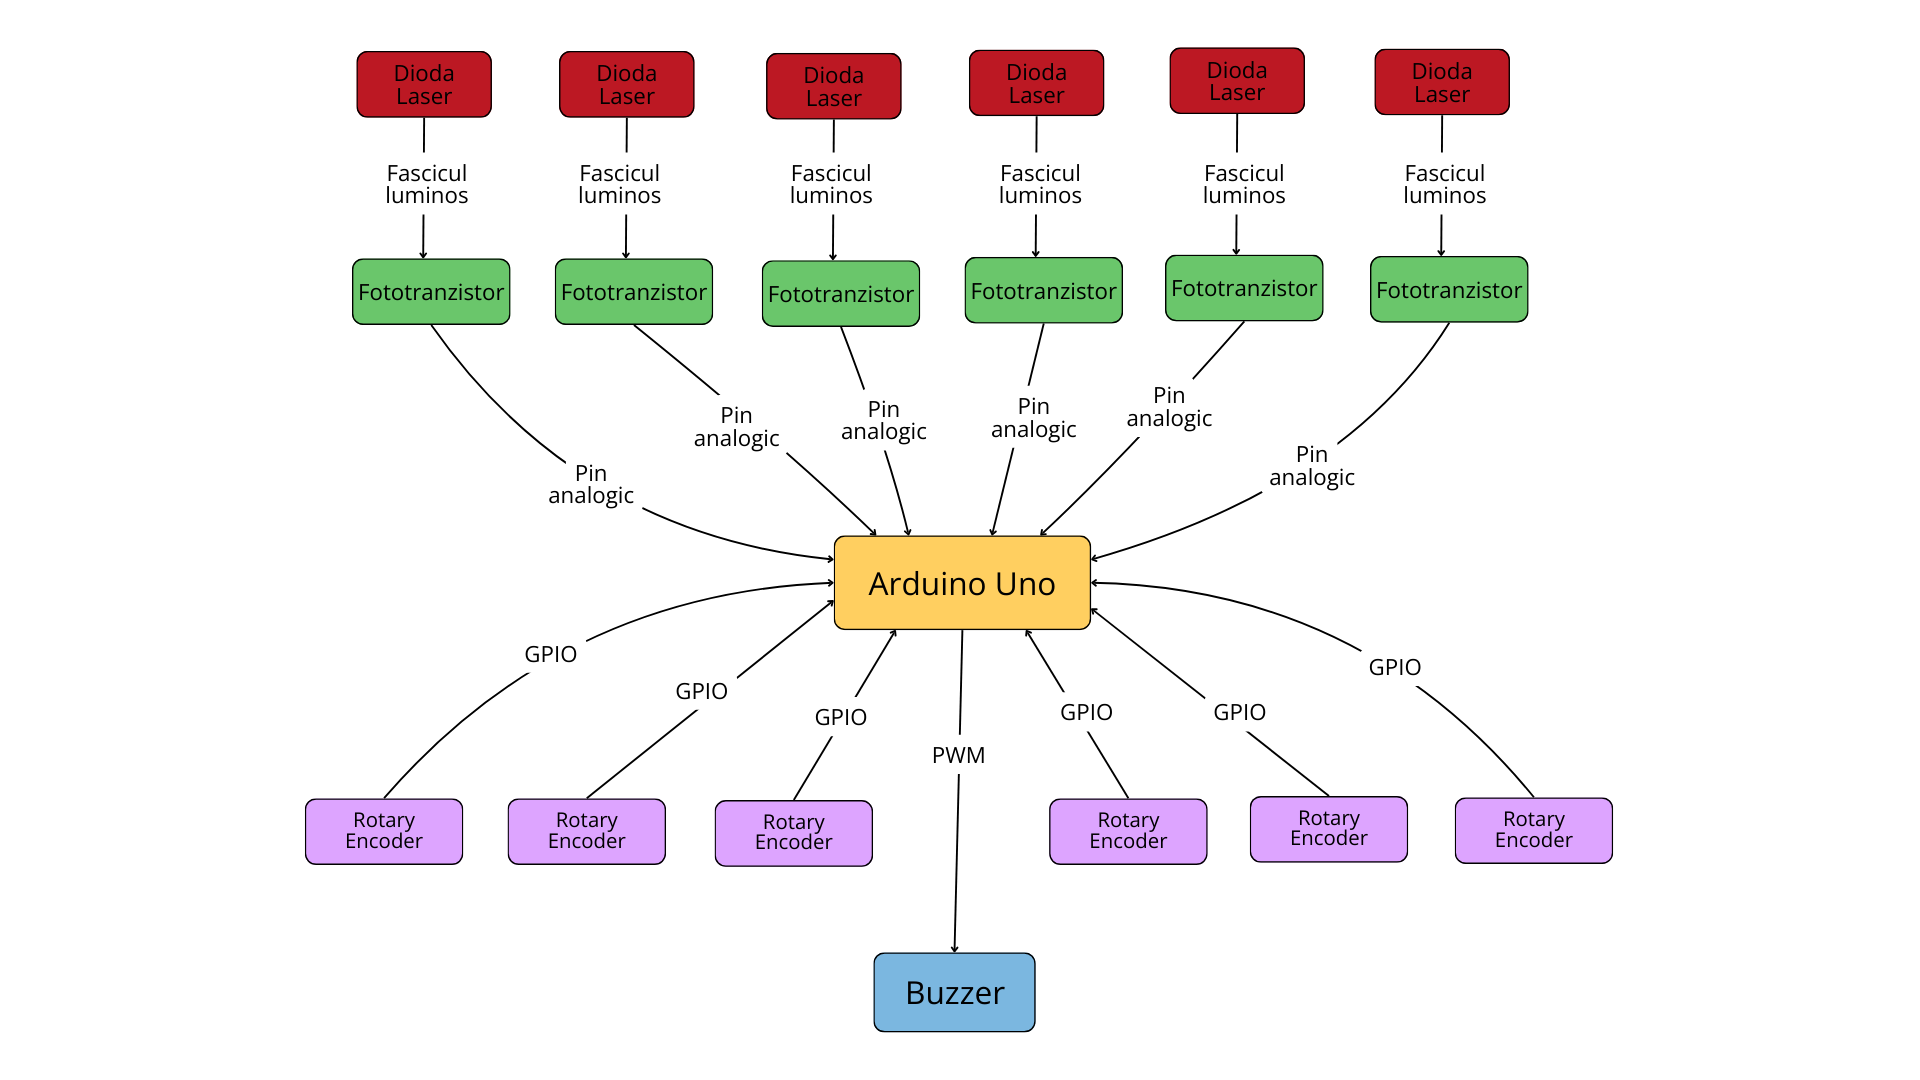 Dioda
Laser
Dioda
Laser
Dioda
Laser
Dioda
Laser
Dioda
Laser
Dioda
Laser
Fascicul
luminos
Fascicul
luminos
Fascicul
luminos
Fascicul
luminos
Fascicul
luminos
Fascicul
luminos
Fototranzistor
Fototranzistor
Fototranzistor
Fototranzistor
Fototranzistor
Fototranzistor
Pin
analogic
Pin
analogic
Pin
analogic
Pin
analogic
Pin
analogic
Pin
analogic
Arduino Uno
GPIO
GPIO
GPIO
PWM
GPIO
GPIO
GPIO
Rotary
Encoder
Rotary
Encoder
Rotary
Encoder
Rotary
Encoder
Rotary
Encoder
Rotary
Encoder
Buzzer